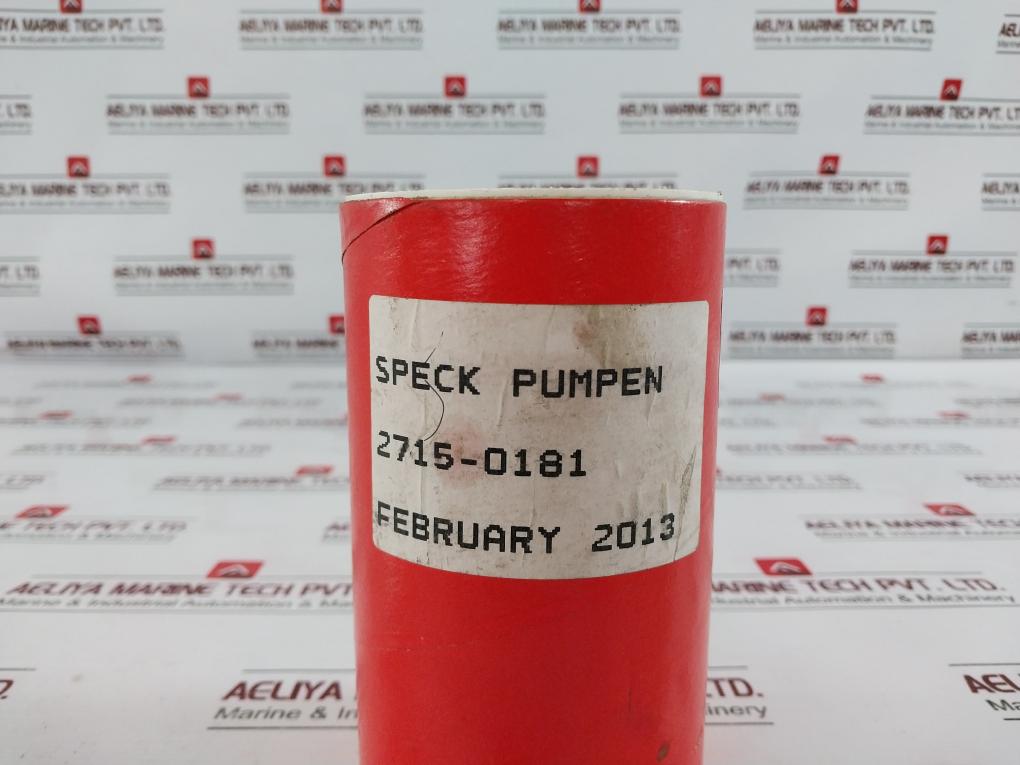 SPECK PUMPEN
2715-0181
FEBRUARY 2013
AELIYA MARINE TECH PVT. LTD.
Marine & Industrial Automation & Machinery